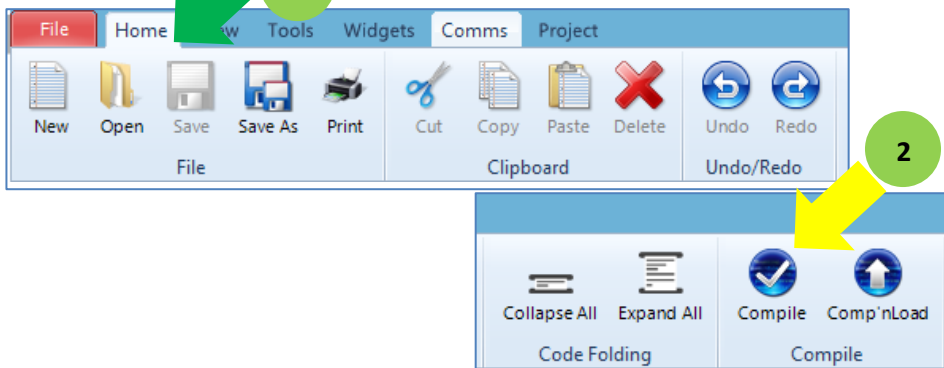 File Home Tools Widgets Comms Project
New Open Save Save As Print Cut Copy Paste Delete Undo Redo
File Clipboard Undo/Redo
2
Collapse All Expand All Compile Comp'nLoad
Code Folding Compile